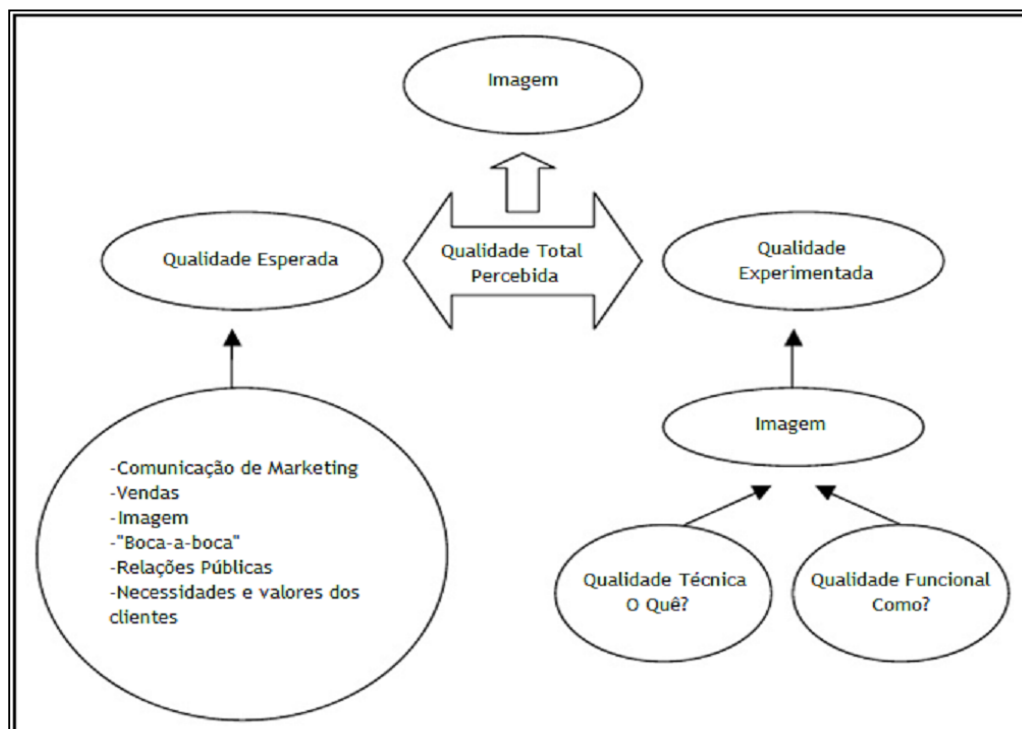 Imagem
Qualidade Esperada
Qualidade Total
Percebida
Qualidade
Experimentada
Imagem
-Comunicação de Marketing
-Vendas
-Imagem
-"Boca-a-boca"
-Relações Públicas
-Necessidades e valores dos
clientes
Qualidade Técnica
O Quê?
Qualidade Funcional
Como?